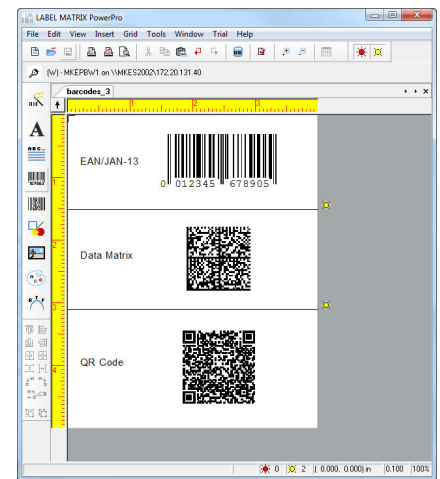 LABEL MATRIX PowerPro
File Edit View Insert Grid Tools Window Trial Help
(W) - MKEPBW1 on \\MKES2002\172.20.131.40
barcodes_3
1 2 3
A
ABC
1
EAN/JAN-13
0 012345 678905
2
Data Matrix
3
QR Code
4
0 2 ( 0.000, 0.000) in 0.100 100%